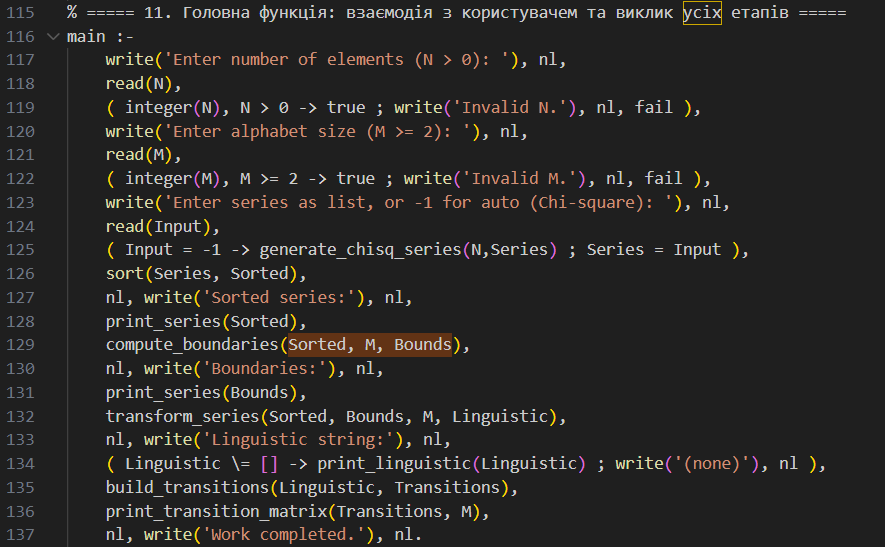 115 % ===== 11. Головна функція: взаємодія з користувачем та виклик усіх етапів =====
116 main :-
117     write('Enter number of elements (N > 0): '), nl,
118     read(N),
119     ( integer(N), N > 0 -> true ; write('Invalid N.'), nl, fail ),
120     write('Enter alphabet size (M >= 2): '), nl,
121     read(M),
122     ( integer(M), M >= 2 -> true ; write('Invalid M.'), nl, fail ),
123     write('Enter series as list, or -1 for auto (Chi-square): '), nl,
124     read(Input),
125     ( Input = -1 -> generate_chisq_series(N,Series) ; Series = Input ),
126     sort(Series, Sorted),
127     nl, write('Sorted series:'), nl,
128     print_series(Sorted),
129     compute_boundaries(Sorted, M, Bounds),
130     nl, write('Boundaries:'), nl,
131     print_series(Bounds),
132     transform_series(Sorted, Bounds, M, Linguistic),
133     nl, write('Linguistic string:'), nl,
134     ( Linguistic \= [] -> print_linguistic(Linguistic) ; write('(none)'), nl ),
135     build_transitions(Linguistic, Transitions),
136     print_transition_matrix(Transitions, M),
137     nl, write('Work completed.'), nl.